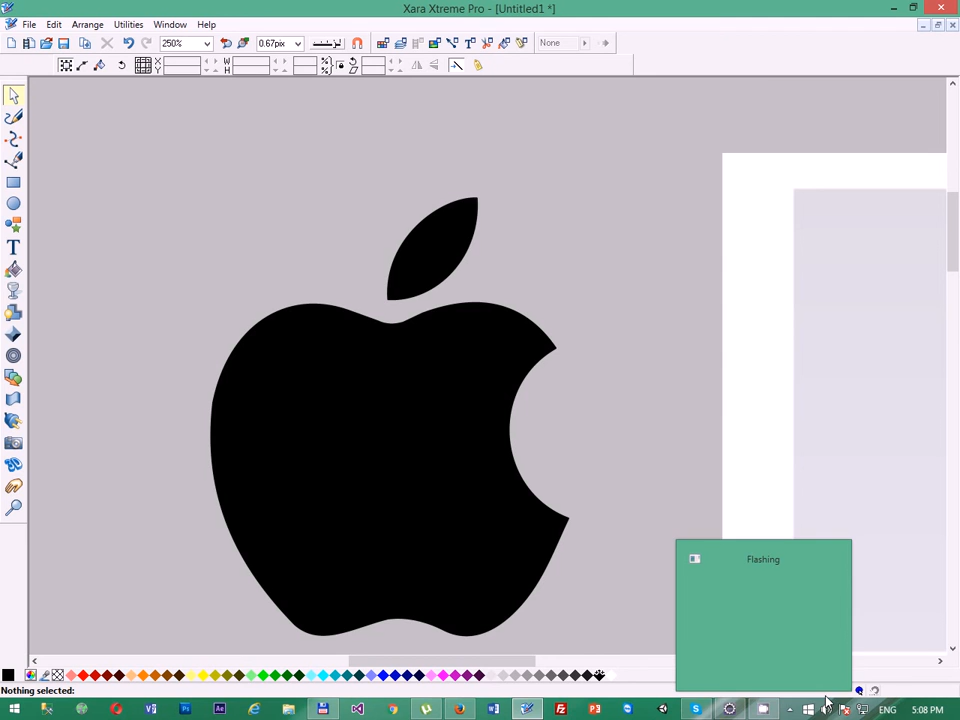 Xara Xtreme Pro - [Untitled1 *]
File Edit Arrange Utilities Window Help
250% 0.67pix None
X W
Y H
T
Flashing
Nothing selected:
ENG 5:08 PM